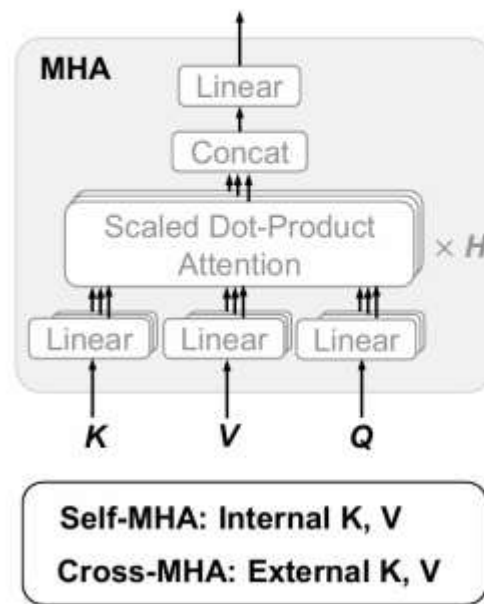 MHA
Linear
Concat
Scaled Dot-Product
Attention
× H
Linear Linear Linear
K V Q
Self-MHA: Internal K, V
Cross-MHA: External K, V